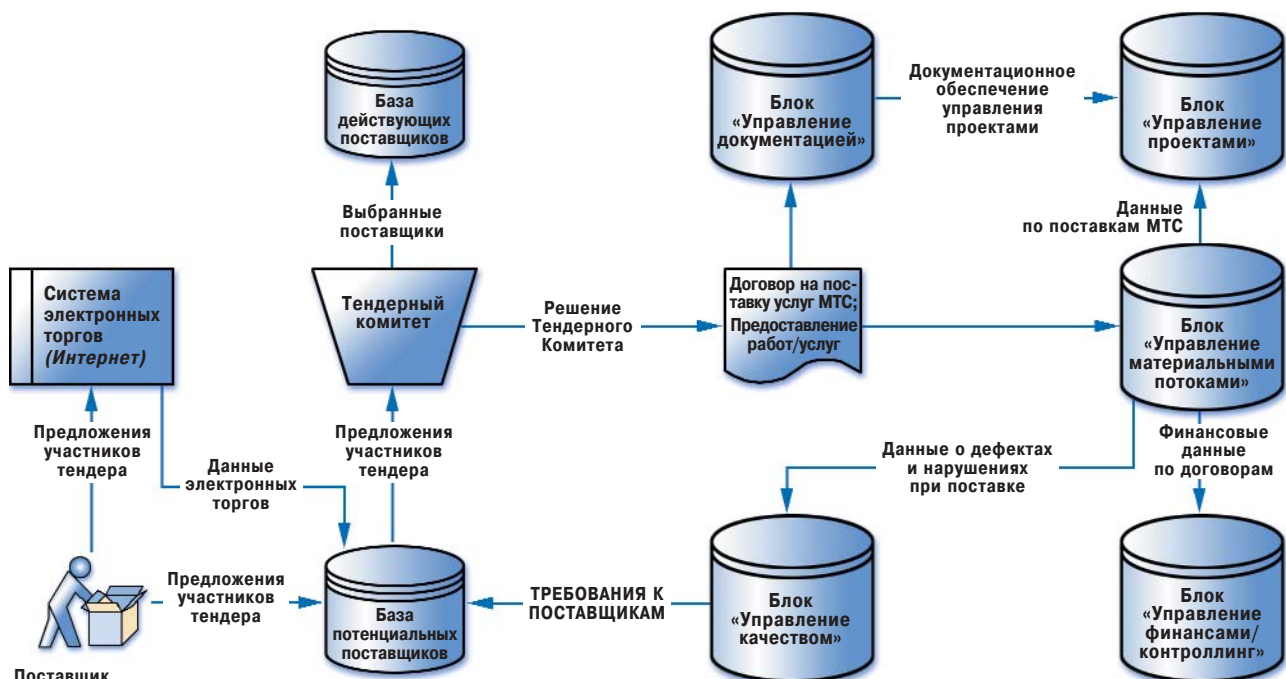 База
действующих
поставщиков
Блок
«Управление
документацией»
Документационное
обеспечение
управления
проектами
Блок
«Управление
проектами»
Выбранные
поставщики
Данные
по поставкам МТС
Система
электронных
торгов
(Интернет)
Тендерный
комитет
Решение
Тендерного
Комитета
Договор на пос-
тавку услуг МТС;
Предоставление
работ/услуг
Блок
«Управление
материальными
потоками»
Предложения
участников
тендера
Данные
электронных
торгов
Предложения
участников
тендера
Данные о дефектах
и нарушениях
при поставке
Финансовые
данные
по договорам
Поставщик
Предложения
участников
тендера
База
потенциальных
поставщиков
ТРЕБОВАНИЯ К
ПОСТАВЩИКАМ
Блок
«Управление
качеством»
Блок
«Управление
финансами/
контроллинг»